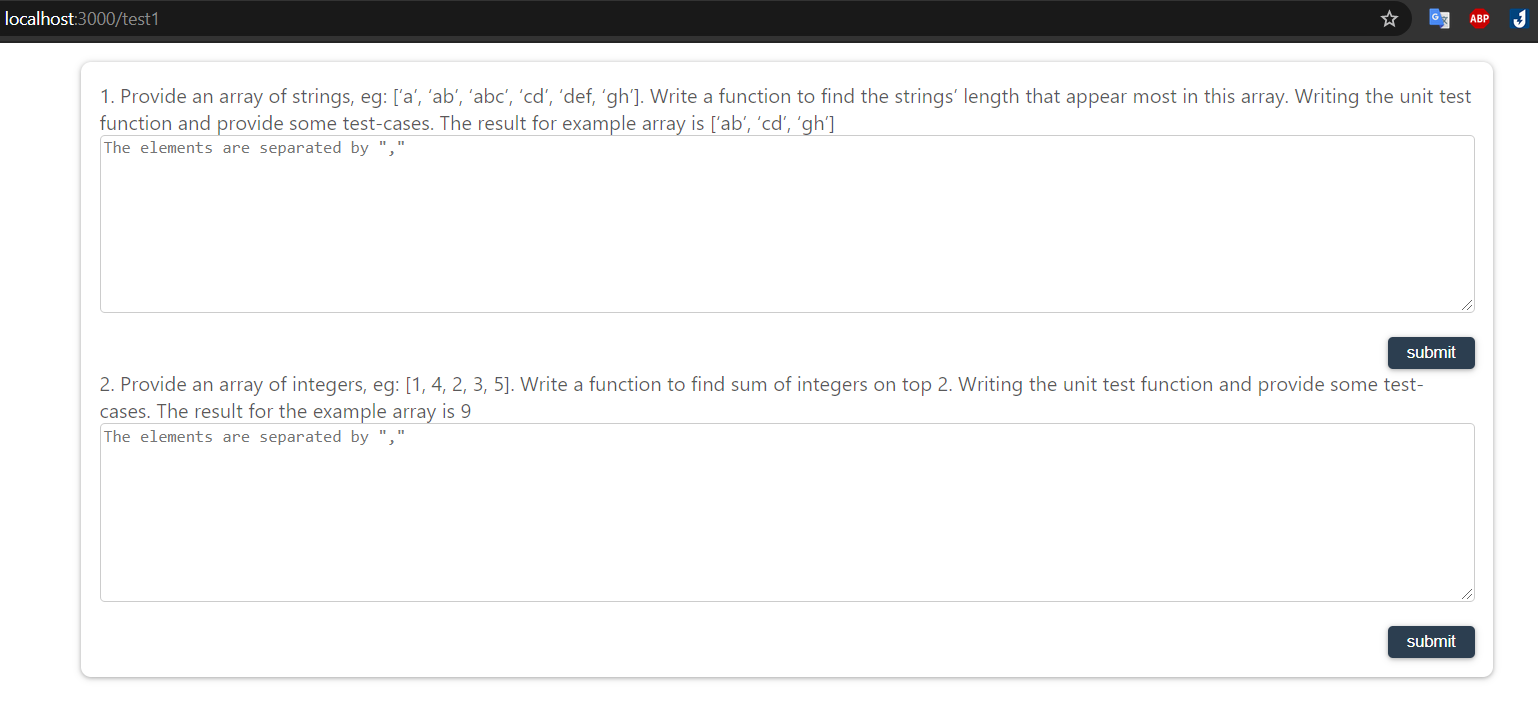 localhost:3000/test1
ABP
1. Provide an array of strings, eg: [‘a’, ‘ab’, ‘abc’, ‘cd’, ‘def, ‘gh’]. Write a function to find the strings’ length that appear most in this array. Writing the unit test
function and provide some test-cases. The result for example array is [‘ab’, ‘cd’, ‘gh’]
The elements are separated by ","
submit
2. Provide an array of integers, eg: [1, 4, 2, 3, 5]. Write a function to find sum of integers on top 2. Writing the unit test function and provide some test-
cases. The result for the example array is 9
The elements are separated by ","
submit